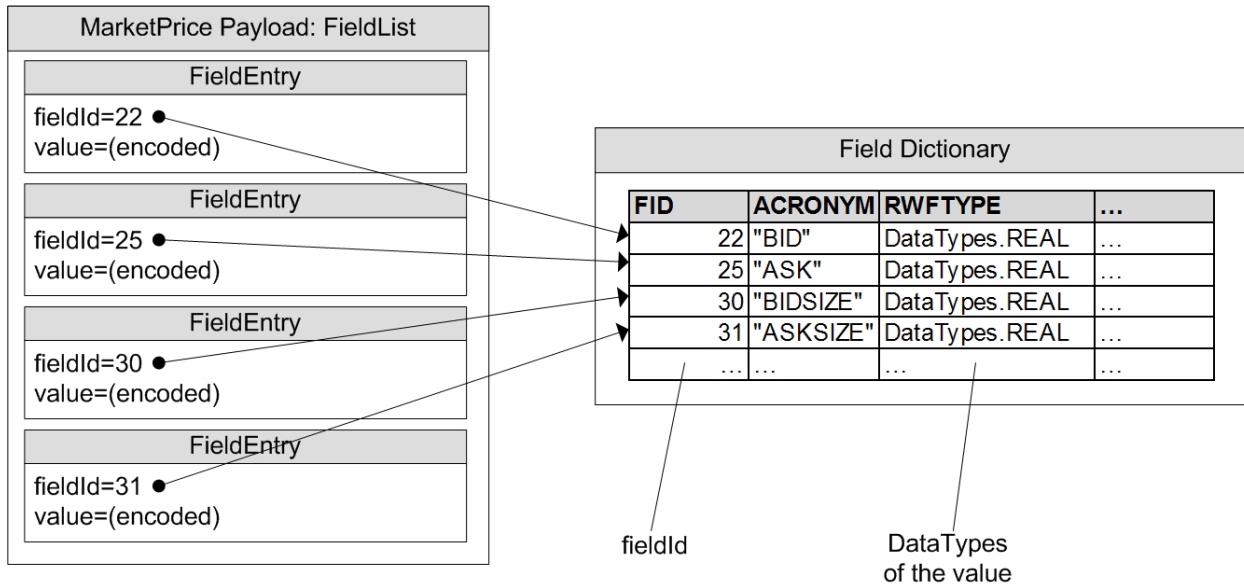 MarketPrice Payload: FieldList
FieldEntry
fieldId=22
value=(encoded)
FieldEntry
fieldId=25
value=(encoded)
FieldEntry
fieldId=30
value=(encoded)
FieldEntry
fieldId=31
value=(encoded)
Field Dictionary
FID ACRONYM RWFTYPE ...
22 "BID" DataTypes.REAL ...
25 "ASK" DataTypes.REAL ...
30 "BIDSIZE" DataTypes.REAL ...
31 "ASKSIZE" DataTypes.REAL ...
... ... ... ...
fieldId
DataTypes
of the value